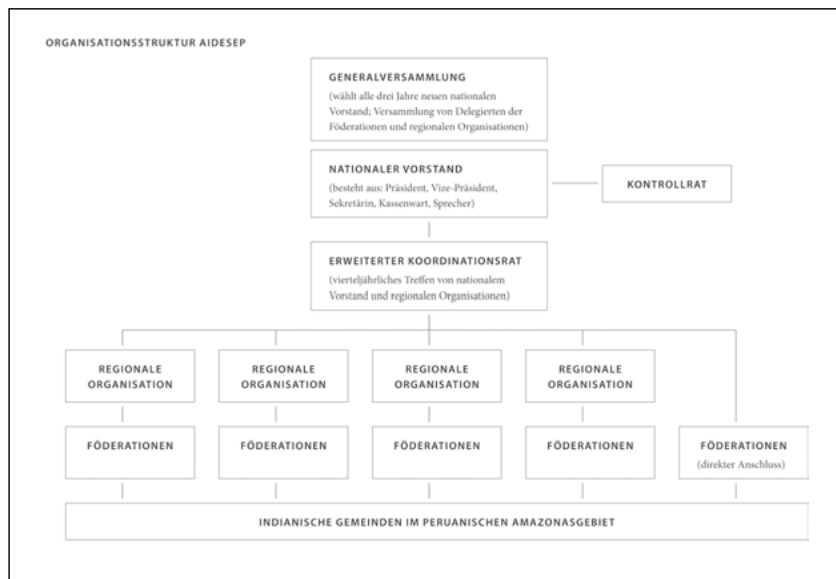 ORGANISATIONSSTRUKTUR AIDESEP
GENERALVERSAMMLUNG
(wählt alle drei Jahre neuen nationalen
Vorstand; Versammlung von Delegierten der
Föderationen und regionalen Organisationen)
NATIONALER VORSTAND
(besteht aus: Präsident, Vize-Präsident,
Sekretärin, Kassenwart, Sprecher)
KONTROLLRAT
ERWEITERTER KOORDINATIONSRAT
(vierteljährliches Treffen von nationalem
Vorstand und regionalen Organisationen)
REGIONALE
ORGANISATION
REGIONALE
ORGANISATION
REGIONALE
ORGANISATION
REGIONALE
ORGANISATION
FÖDERATIONEN
FÖDERATIONEN
FÖDERATIONEN
FÖDERATIONEN
FÖDERATIONEN
(direkter Anschluss)
INDIANISCHE GEMEINDEN IM PERUANISCHEN AMAZONASGEBIET